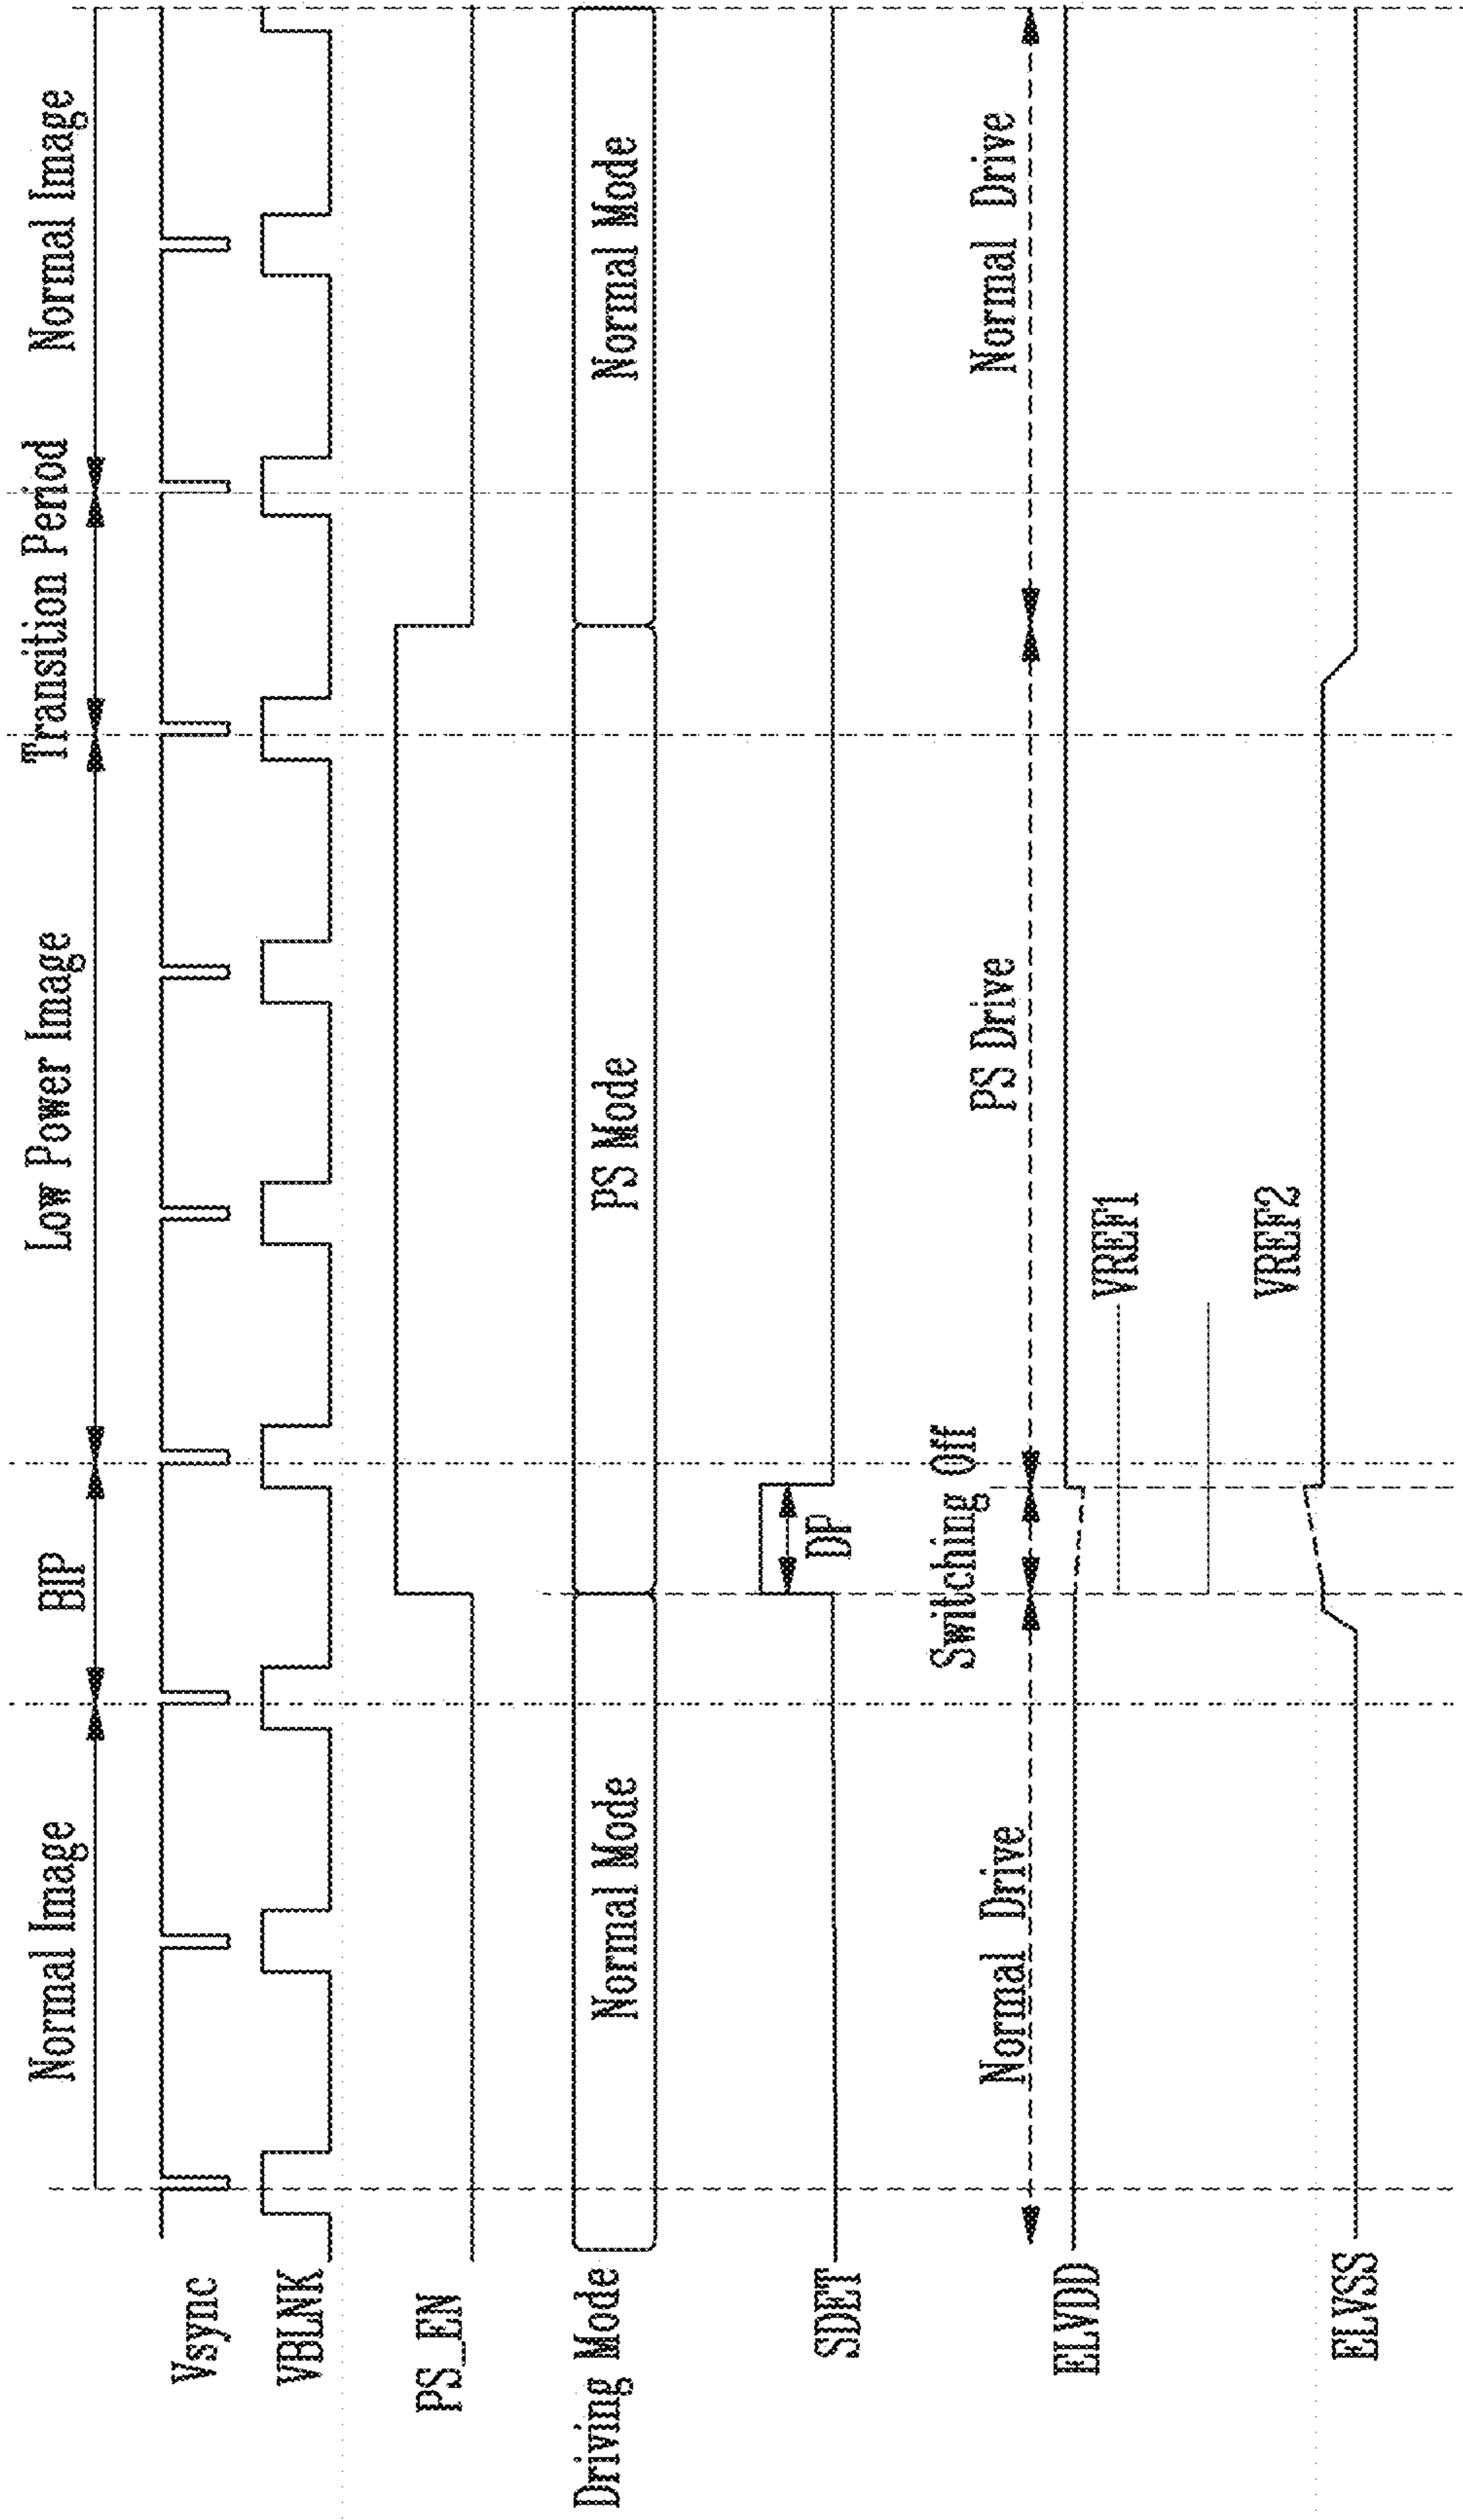 Normal Image
BIP
Low Power Image
Transition Period
Normal Image
Vsync
VBLNK
PS_EN
Driving Mode
Normal Mode
PS Mode
Normal Mode
SDET
DP
Normal Drive
Switching Off
PS Drive
Normal Drive
ELVDD
VREF1
VREF2
ELVSS